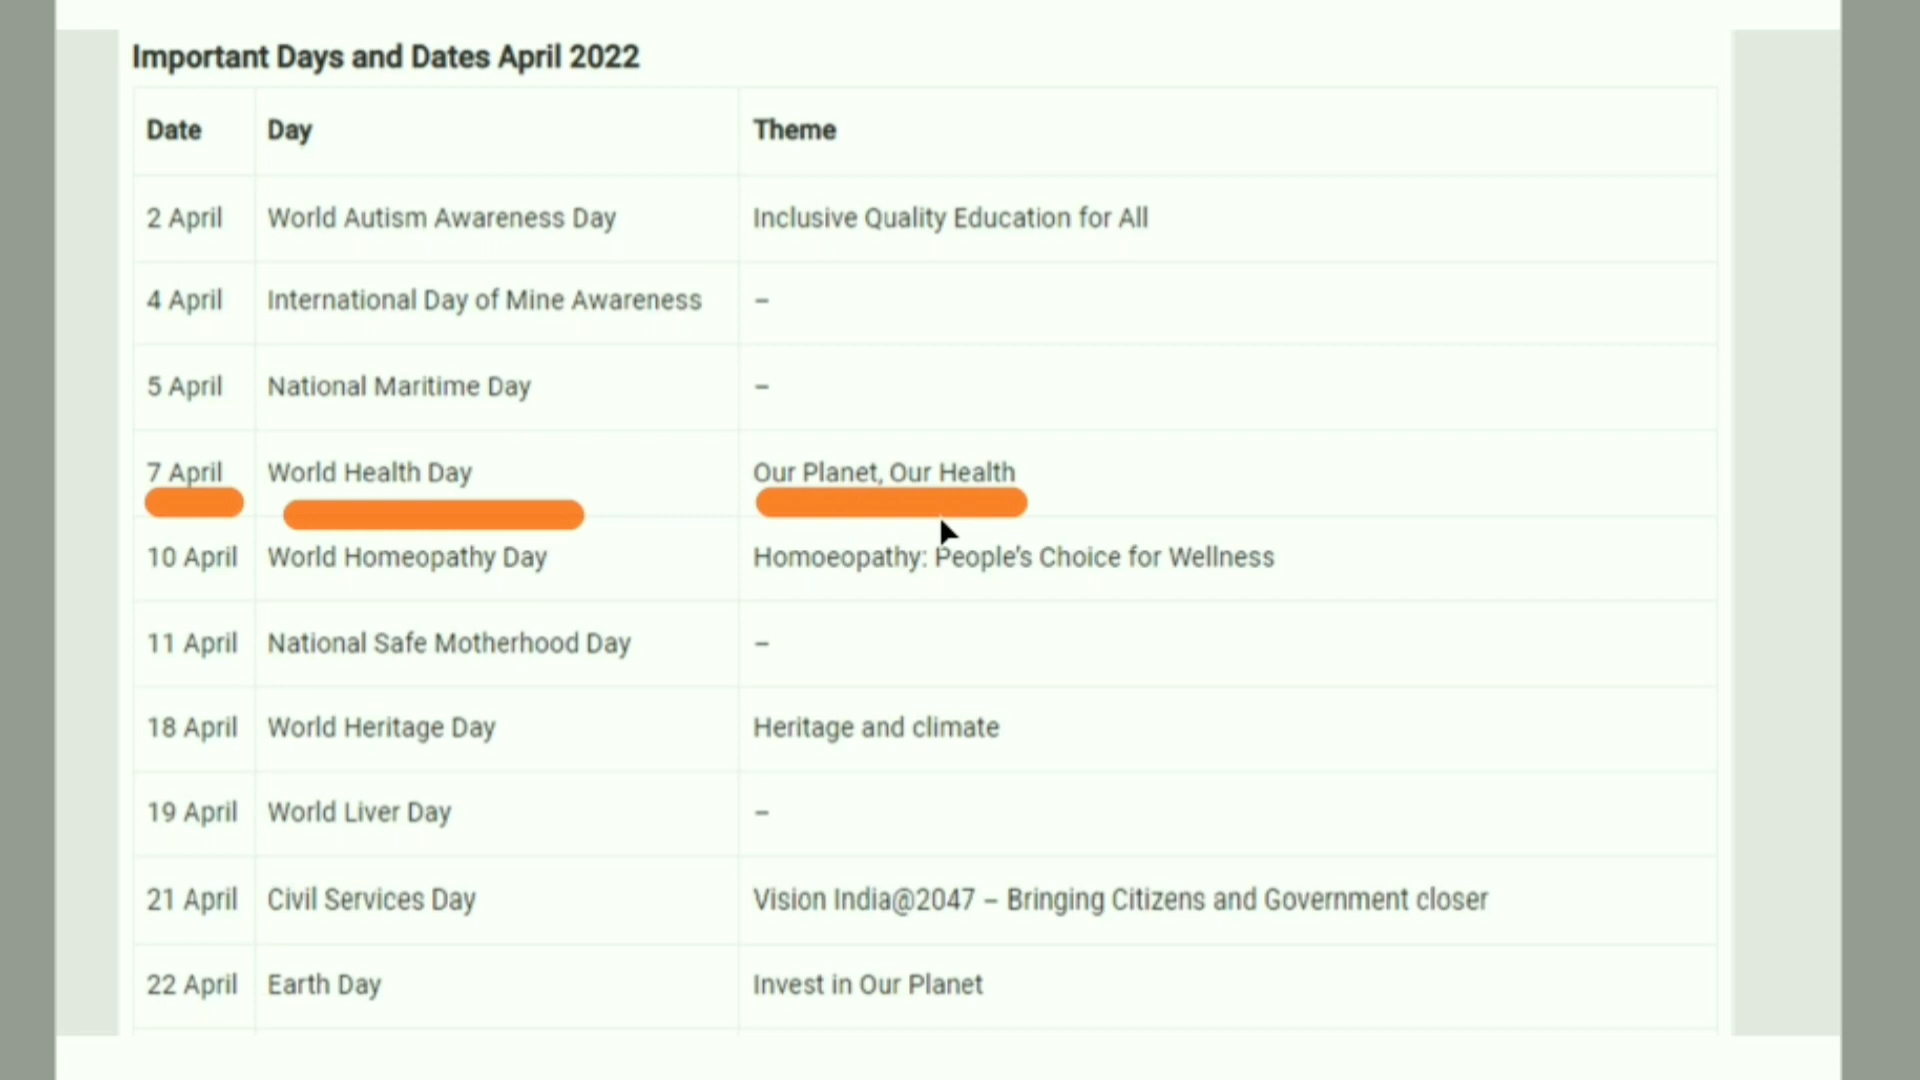 Important Days and Dates April 2022
Date Day Theme
2 April World Autism Awareness Day Inclusive Quality Education for All
4 April International Day of Mine Awareness –
5 April National Maritime Day –
7 April World Health Day Our Planet, Our Health
10 April World Homeopathy Day Homoeopathy: People's Choice for Wellness
11 April National Safe Motherhood Day –
18 April World Heritage Day Heritage and climate
19 April World Liver Day –
21 April Civil Services Day Vision India@2047 – Bringing Citizens and Government closer
22 April Earth Day Invest in Our Planet